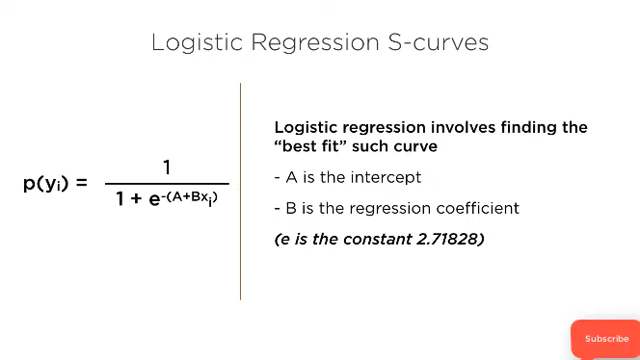 Logistic Regression S-curves
p(yi) =
1
1 + e-(A+Bxi)
Logistic regression involves finding the
“best fit” such curve
- A is the intercept
- B is the regression coefficient
(e is the constant 2.71828)
Subscribe